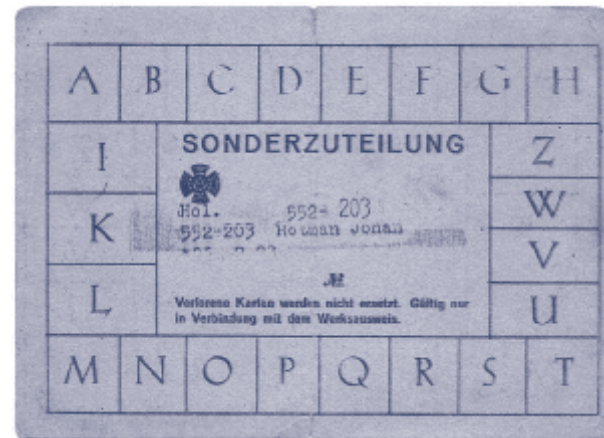 A B C D E F G H
I SONDERZUTEILUNG Z
Hol. 552- 203 W
K 552-203 Hotman Johan
V
L Verlorene Karten werden nicht ersetzt. Gültig nur
in Verbindung mit dem Werksausweis. U
M N O P Q R S T